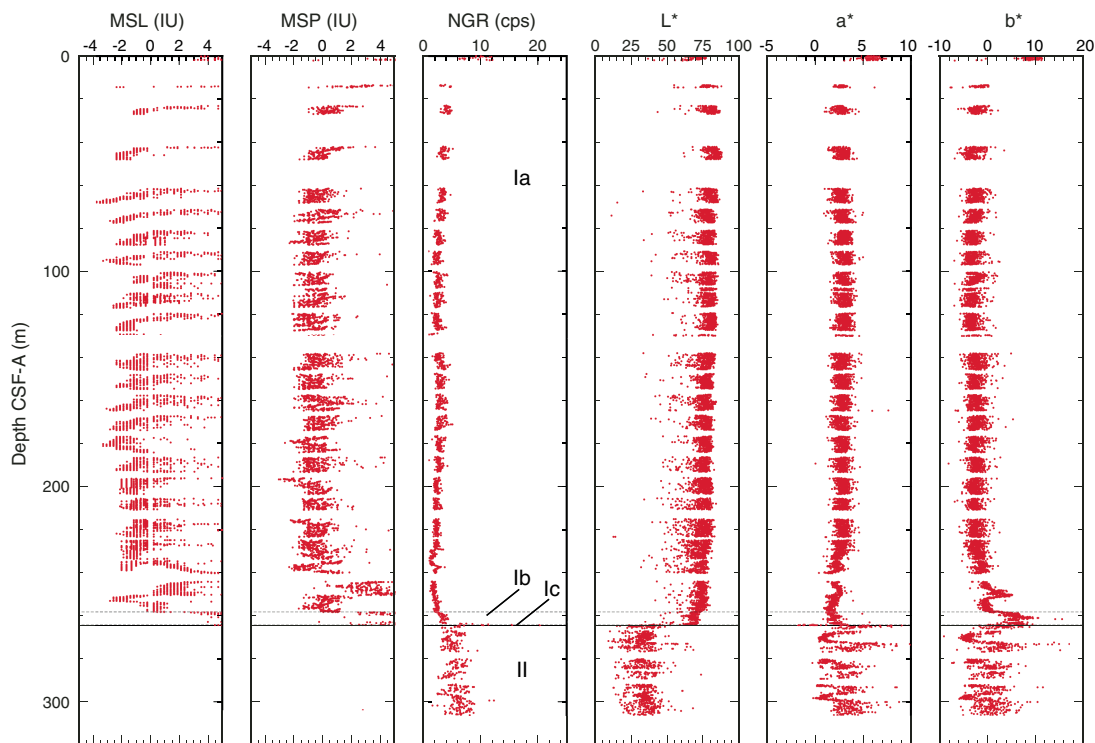 MSL (IU) MSP (IU) NGR (cps) L* a* b*
-4 -2 0 2 4 -4 -2 0 2 4 0 10 20 0 25 50 75 100 -5 0 5 10 -10 0 10 20
0
Ia
100
Depth CSF-A (m)
200
Ib
Ic
II
300